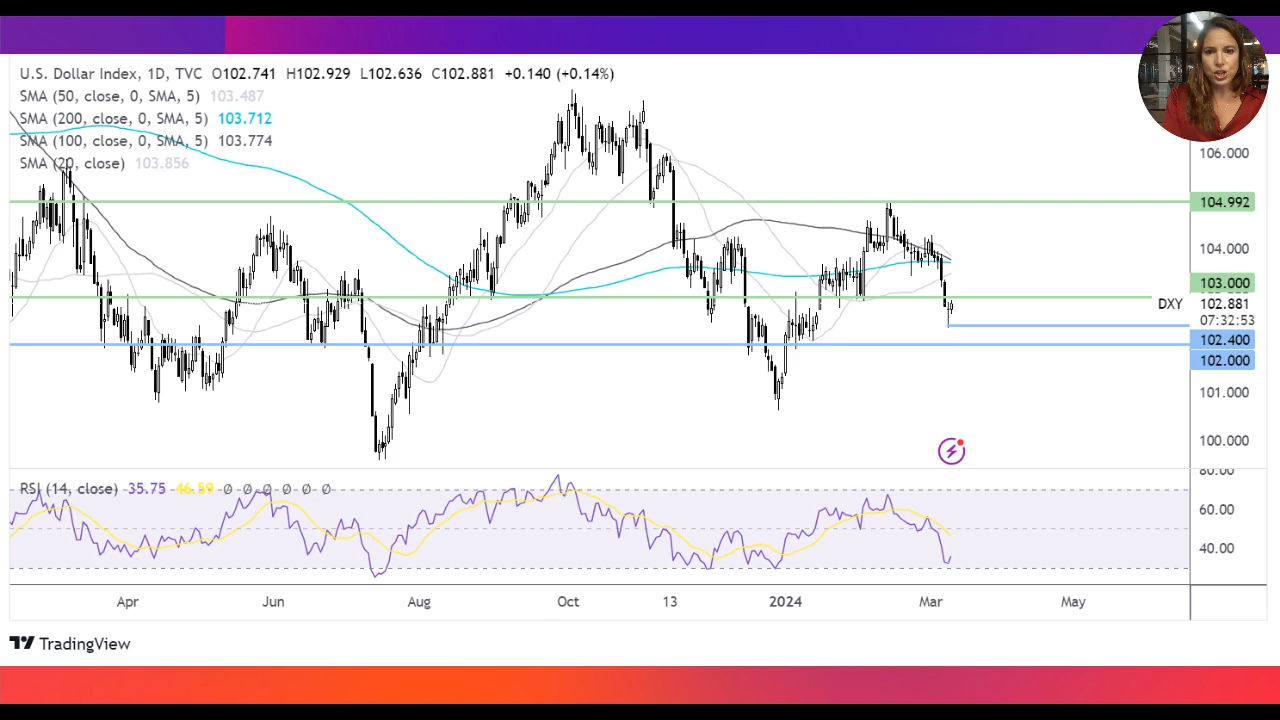 U.S. Dollar Index, 1D, TVC O102.741 H102.929 L102.636 C102.881 +0.140 (+0.14%)
SMA (50, close, 0, SMA, 5) 103.487
SMA (200, close, 0, SMA, 5) 103.712
SMA (100, close, 0, SMA, 5) 103.774
SMA (20, close) 103.856
106.000
104.992
104.000
103.000
DXY 102.881
07:32:53
102.400
102.000
101.000
100.000
80.00
RSI (14, close) 35.75 46.59 Ø Ø Ø Ø Ø Ø
60.00
40.00
Apr Jun Aug Oct 13 2024 Mar May
TradingView